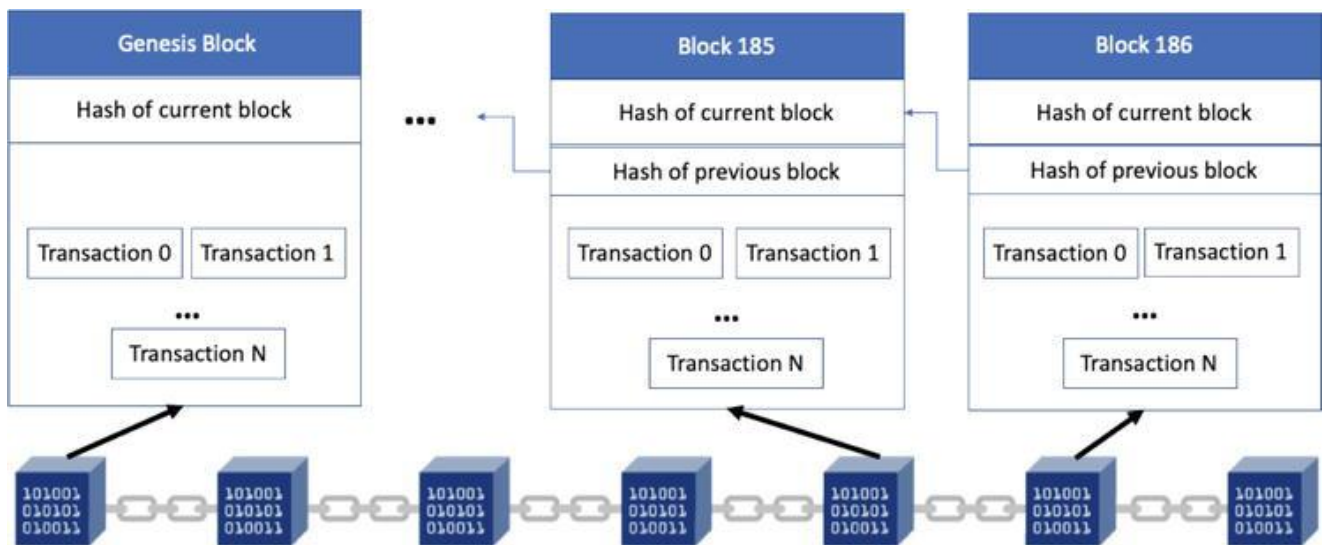 Genesis Block
Hash of current block
Transaction 0
Transaction 1
...
Transaction N
...
Block 185
Hash of current block
Hash of previous block
Transaction 0
Transaction 1
...
Transaction N
Block 186
Hash of current block
Hash of previous block
Transaction 0
Transaction 1
...
Transaction N
101001
010101
010011
101001
010101
010011
101001
010101
010011
101001
010101
010011
101001
010101
010011
101001
010101
010011
101001
010101
010011